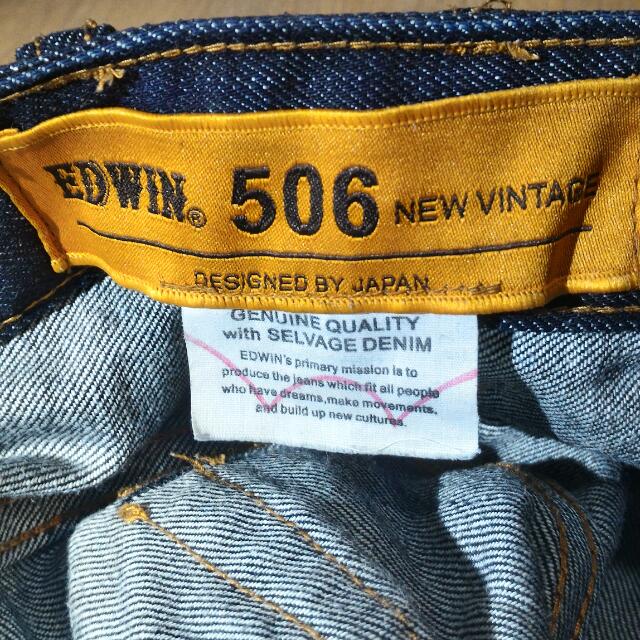 EDWIN® 506 NEW VINTAGE
DESIGNED BY JAPAN
GENUINE QUALITY
with SELVAGE DENIM
EDWIN's primary mission is to
produce the jeans which fit all people
who have dreams,make movements,
and build up new cultures.